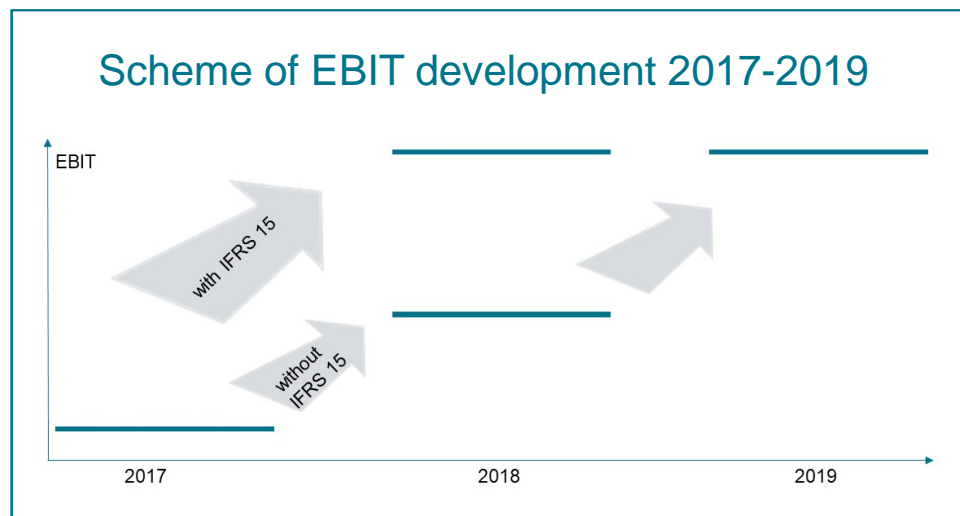 Scheme of EBIT development 2017-2019
EBIT
with IFRS 15
without
IFRS 15
2017
2018
2019